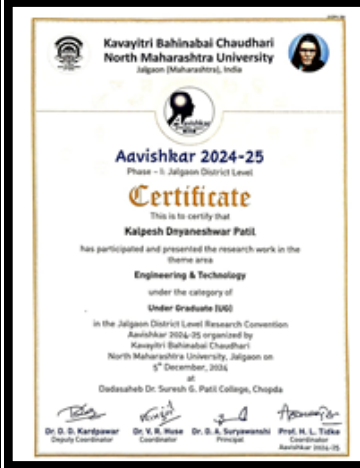 Kavayitri Bahinabai Chaudhari
North Maharashtra University
Jalgaon (Maharashtra), India
Aavishkar
Aavishkar 2024-25
Phase - I: Jalgaon District Level
Certificate
This is to certify that
Kalpesh Dnyaneshwar Patil
has participated and presented the research work in the
theme area
Engineering & Technology
under the category of
Under Graduate (UG)
in the Jalgaon District Level Research Convention
Aavishkar 2024-25 organized by
Kavayitri Bahinabai Chaudhari
North Maharashtra University, Jalgaon on
5th December, 2024
at
Dadasaheb Dr. Suresh G. Patil College, Chopda
Dr. D. D. Kardpawar Dr. V. R. Huse Dr. D. A. Suryawanshi Prof. H. L. Tidke
Deputy Coordinator Coordinator Principal Coordinator
Aavishkar 2024-25